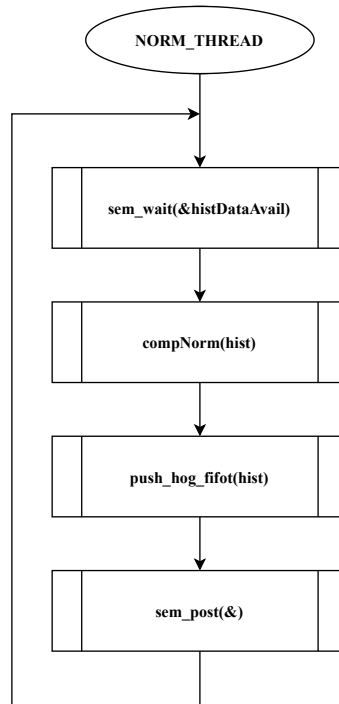 NORM_THREAD
sem_wait(&histDataAvail)
compNorm(hist)
push_hog_fifot(hist)
sem_post(&)